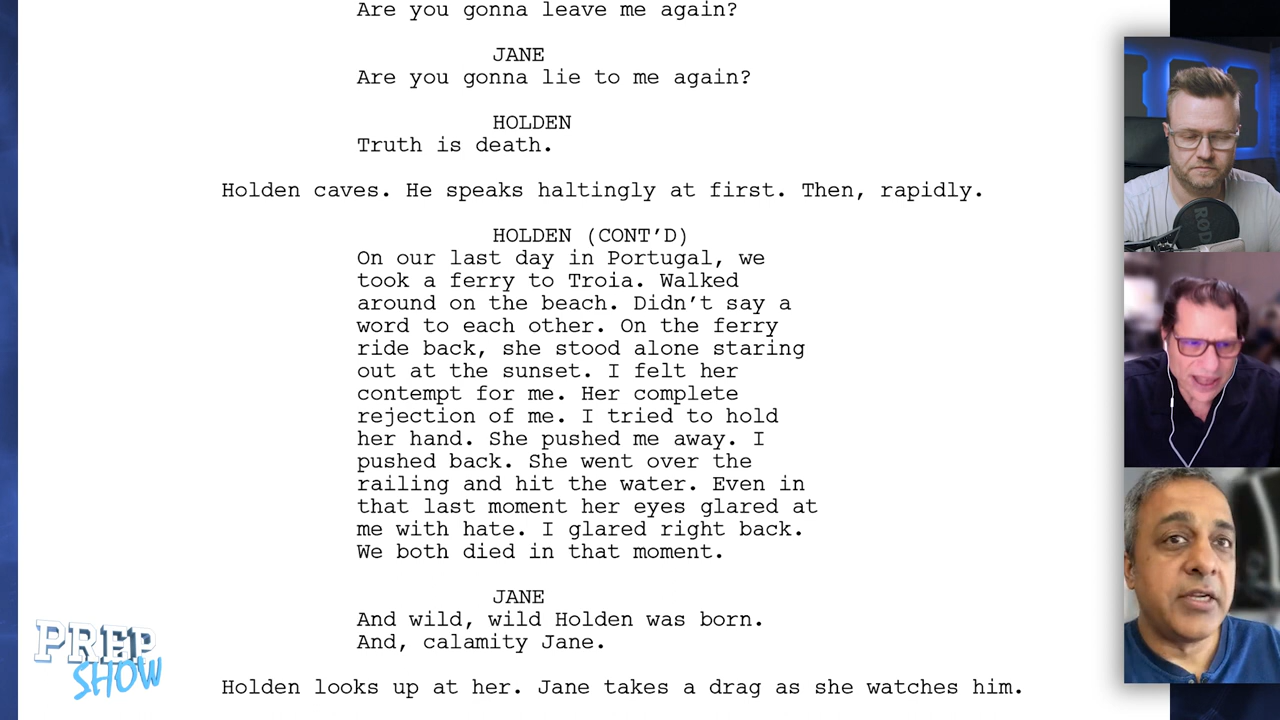 Are you gonna leave me again?
JANE
Are you gonna lie to me again?
HOLDEN
Truth is death.
Holden caves. He speaks haltingly at first. Then, rapidly.
HOLDEN (CONT’D)
On our last day in Portugal, we
took a ferry to Troia. Walked
around on the beach. Didn’t say a
word to each other. On the ferry
ride back, she stood alone staring
out at the sunset. I felt her
contempt for me. Her complete
rejection of me. I tried to hold
her hand. She pushed me away. I
pushed back. She went over the
railing and hit the water. Even in
that last moment her eyes glared at
me with hate. I glared right back.
We both died in that moment.
JANE
And wild, wild Holden was born.
And, calamity Jane.
Holden looks up at her. Jane takes a drag as she watches him.
PREP
SHOW
RODE